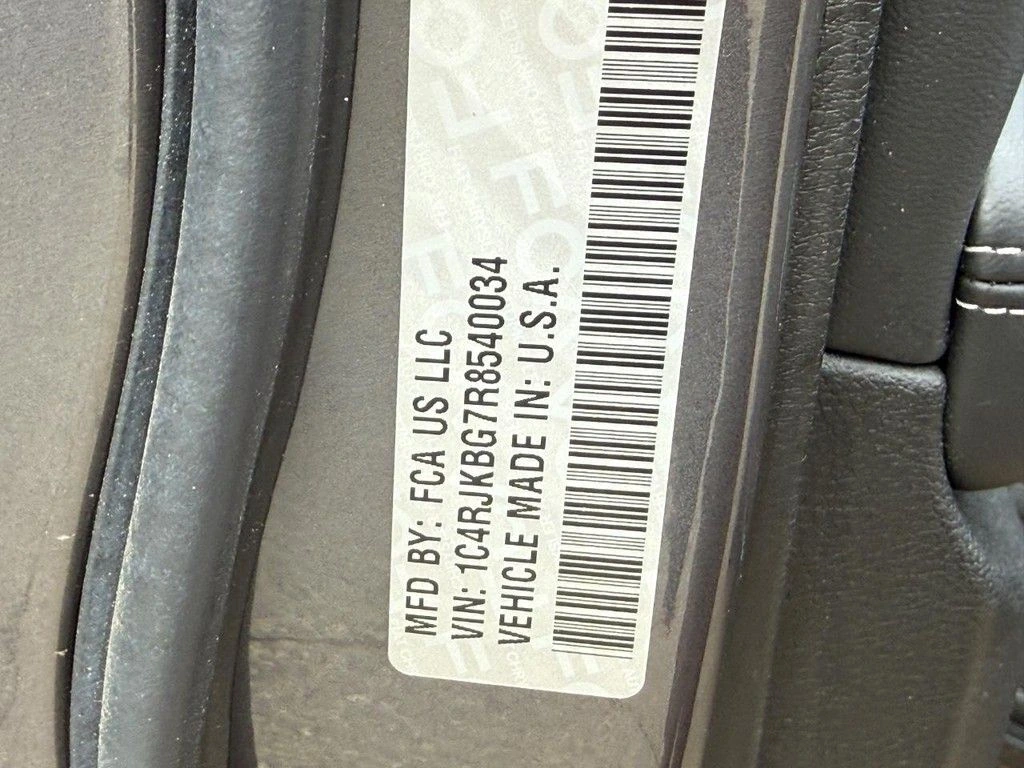 MFD BY: FCA US LLC
VIN: 1C4RJKBG7R8540034
VEHICLE MADE IN: U.S.A.